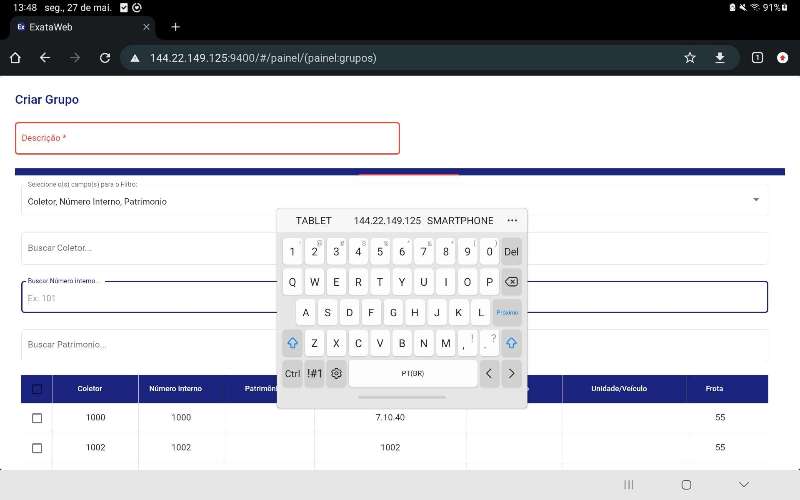 13:48 seg., 27 de mai. 91%
Ex ExataWeb
144.22.149.125:9400/#/painel/(painel:grupos) 1
Criar Grupo
Descrição *
Selecione o(s) campo(s) para o Filtro:
Coletor, Número Interno, Patrimonio
Buscar Coletor...
Buscar Número interno...
Ex: 101
Buscar Patrimonio...
TABLET 144.22.149.125 SMARTPHONE ...
1 2 3 4 5 6 7 8 9 0 Del
Q W E R T Y U I O P
A S D F G H J K L Próximo
Z X C V B N M , ! . ?
Ctrl !#1 PT(BR) < >
Coletor Número Interno Unidade/Veículo Frota
1000 1000 7.10.40 55
1002 1002 1002 55